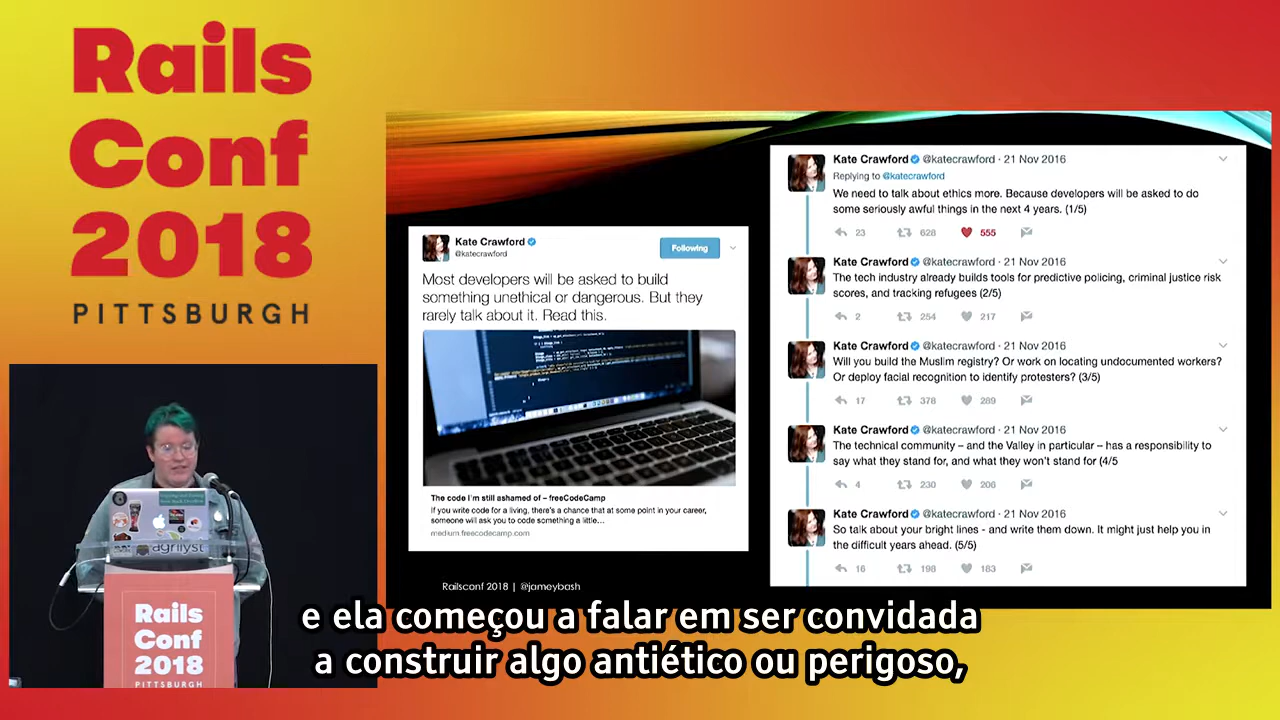 Rails
Conf
2018
PITTSBURGH
Kate Crawford
@katecrawford
Following
Most developers will be asked to build
something unethical or dangerous. But they
rarely talk about it. Read this.
The code I'm still ashamed of – freeCodeCamp
If you write code for a living, there's a chance that at some point in your career,
someone will ask you to code something a little...
medium.freecodecamp.com
Kate Crawford @katecrawford · 21 Nov 2016
Replying to @katecrawford
We need to talk about ethics more. Because developers will be asked to do
some seriously awful things in the next 4 years. (1/5)
23 628 555
Kate Crawford @katecrawford · 21 Nov 2016
The tech industry already builds tools for predictive policing, criminal justice risk
scores, and tracking refugees (2/5)
2 254 217
Kate Crawford @katecrawford · 21 Nov 2016
Will you build the Muslim registry? Or work on locating undocumented workers?
Or deploy facial recognition to identify protesters? (3/5)
17 378 289
Kate Crawford @katecrawford · 21 Nov 2016
The technical community – and the Valley in particular – has a responsibility to
say what they stand for, and what they won't stand for (4/5
4 230 206
Kate Crawford @katecrawford · 21 Nov 2016
So talk about your bright lines - and write them down. It might just help you in
the difficult years ahead. (5/5)
16 198 183
Railsconf 2018 | @jameybash
agrilyst
Rails
Conf
2018
PITTSBURGH
e ela começou a falar em ser convidada
a construir algo antiético ou perigoso,